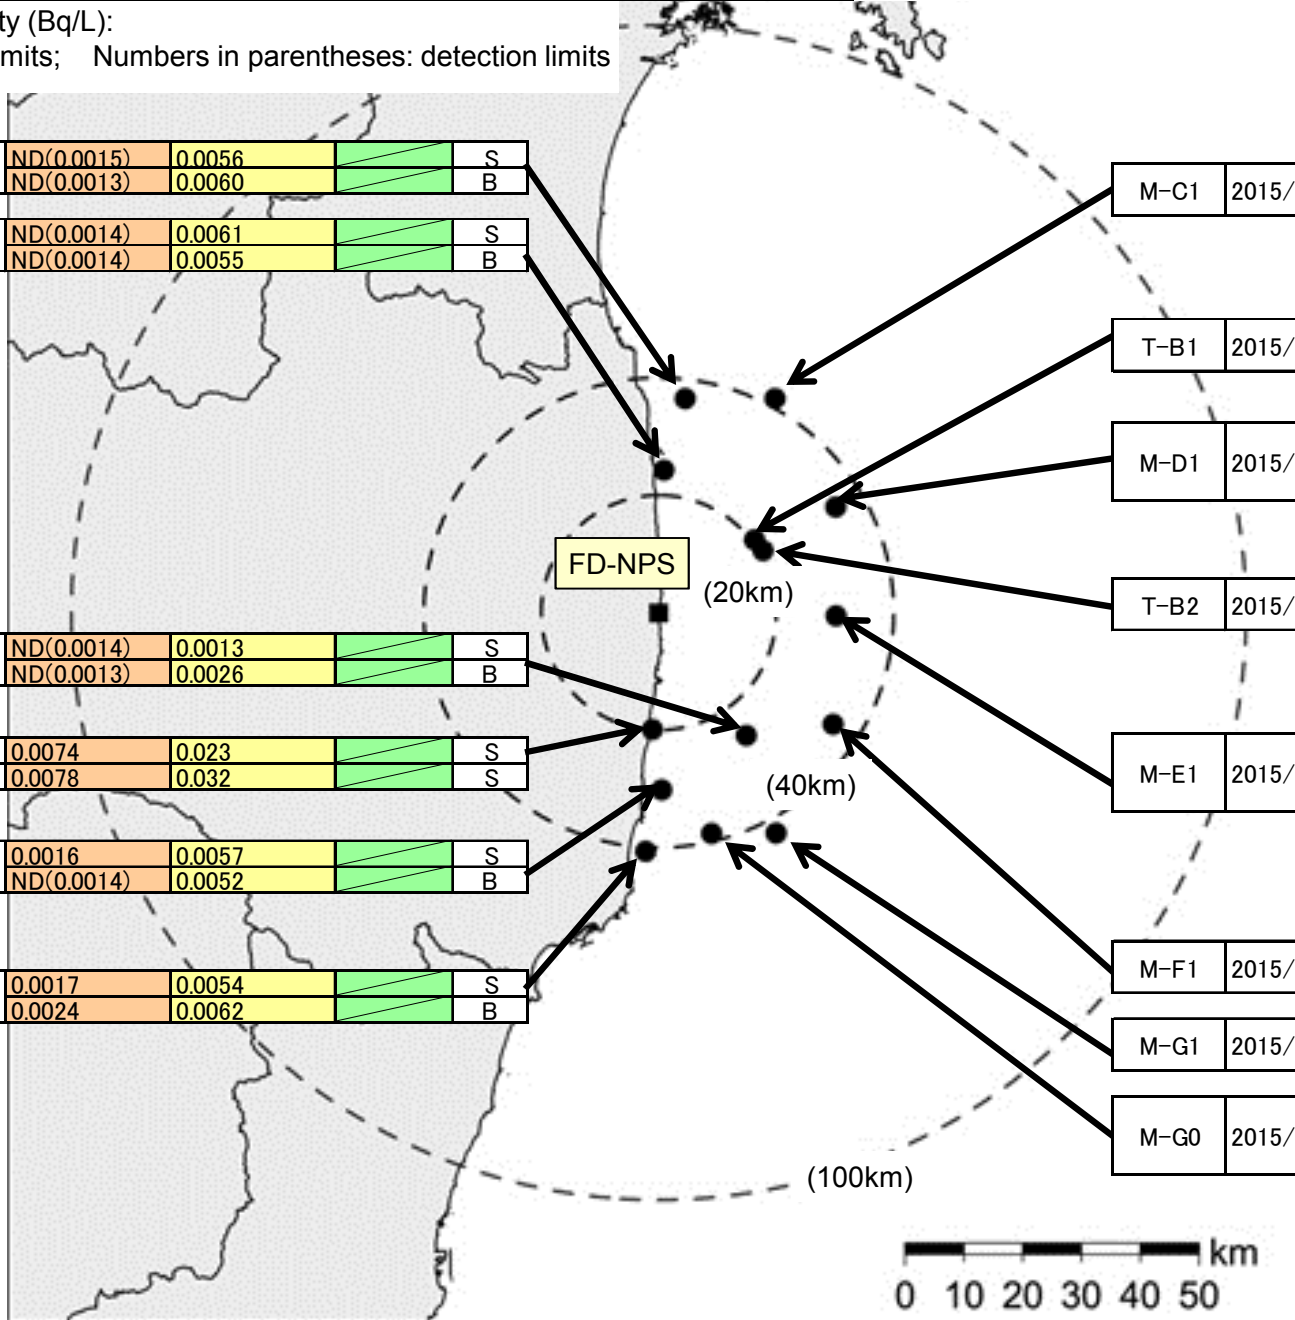 ty (Bq/L):
mits; Numbers in parentheses: detection limits
ND(0.0015) 0.0056 S
ND(0.0013) 0.0060 B
ND(0.0014) 0.0061 S
ND(0.0014) 0.0055 B
M-C1 2015/
T-B1 2015/
M-D1 2015/
FD-NPS
(20km)
T-B2 2015/
ND(0.0014) 0.0013 S
ND(0.0013) 0.0026 B
0.0074 0.023 S
0.0078 0.032 S
(40km)
M-E1 2015/
0.0016 0.0057 S
ND(0.0014) 0.0052 B
M-F1 2015/
0.0017 0.0054 S
0.0024 0.0062 B
M-G1 2015/
M-G0 2015/
(100km)
km
0 10 20 30 40 50